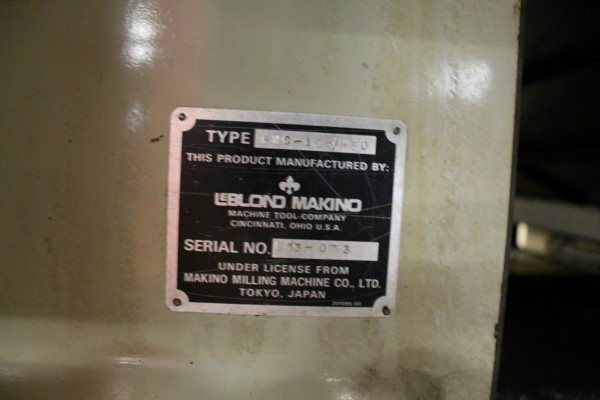 TYPE
THIS PRODUCT MANUFACTURED BY:
LEBLOND MAKINO
MACHINE TOOL COMPANY
CINCINNATI, OHIO U.S.A.
SERIAL NO.
UNDER LICENSE FROM
MAKINO MILLING MACHINE CO., LTD.
TOKYO, JAPAN